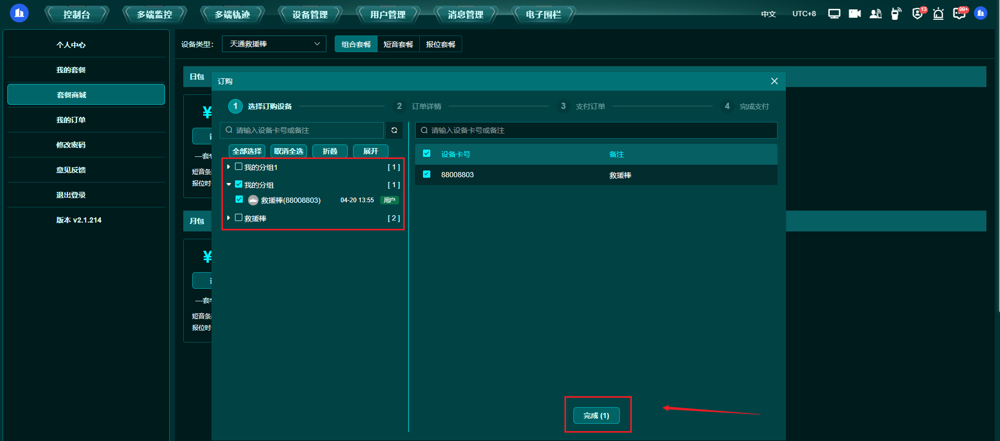 控制台
多端监控
多端轨迹
设备管理
用户管理
消息管理
电子围栏
中文
UTC+8
13
99+
个人中心
我的套餐
套餐商城
我的订单
修改密码
意见反馈
退出登录
版本 v2.1.214
设备类型：
天通救援棒
组合套餐
短音套餐
报位套餐
日包
¥
短音条
报位时
月包
¥
短音条
报位时
订购
1 选择订购设备
2 订单详情
3 支付订单
4 完成支付
请输入设备卡号或备注
全部选择
取消全选
折叠
展开
我的分组1 [ 1 ]
我的分组 [ 1 ]
救援棒(88008803) 04-20 13:55 用户
救援棒 [ 2 ]
请输入设备卡号或备注
设备卡号 备注
88008803 救援棒
完成 (1)